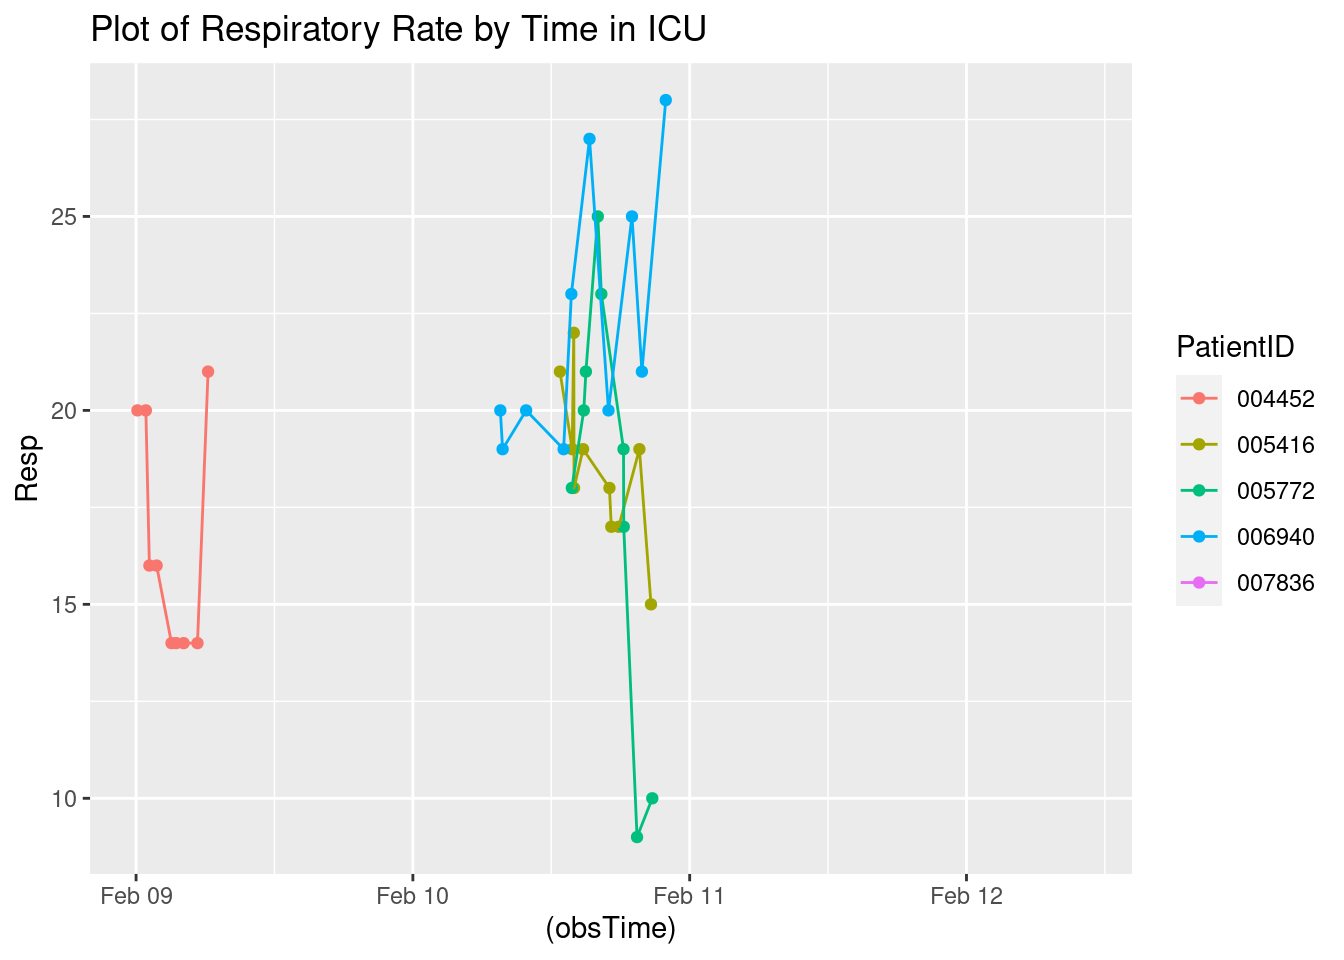 Plot of Respiratory Rate by Time in ICU
Resp
25
20
15
10
Feb 09
Feb 10
Feb 11
Feb 12
(obsTime)
PatientID
004452
005416
005772
006940
007836